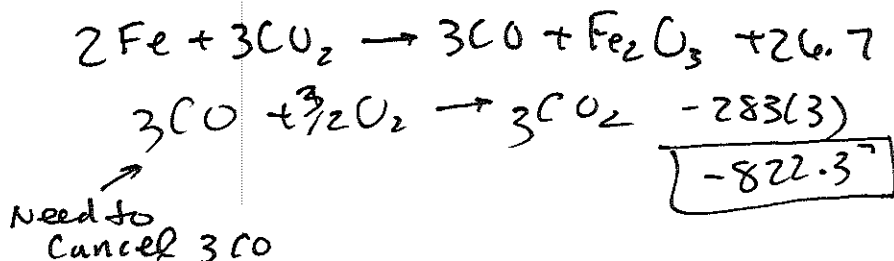 2Fe + 3CO₂ → 3CO + Fe₂O₃ +26.7
3CO + 3/2O₂ → 3CO₂ -283(3)
-822.3
Need to
Cancel 3CO